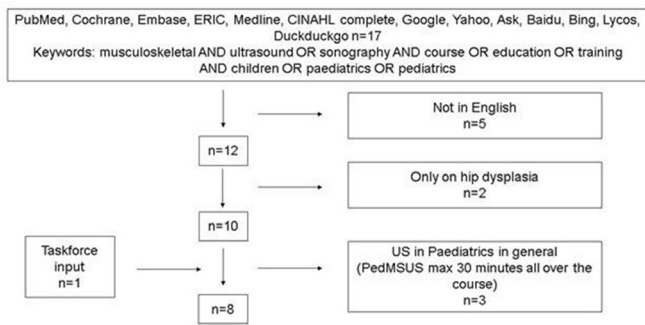 PubMed, Cochrane, Embase, ERIC, Medline, CINAHL complete, Google, Yahoo, Ask, Baidu, Bing, Lycos,
Duckduckgo n=17
Keywords: musculoskeletal AND ultrasound OR sonography AND course OR education OR training
AND children OR paediatrics OR pediatrics
Not in English
n=5
n=12
Only on hip dysplasia
n=2
n=10
Taskforce
input
n=1
US in Paediatrics in general
(PedMSUS max 30 minutes all over the
course)
n=3
n=8